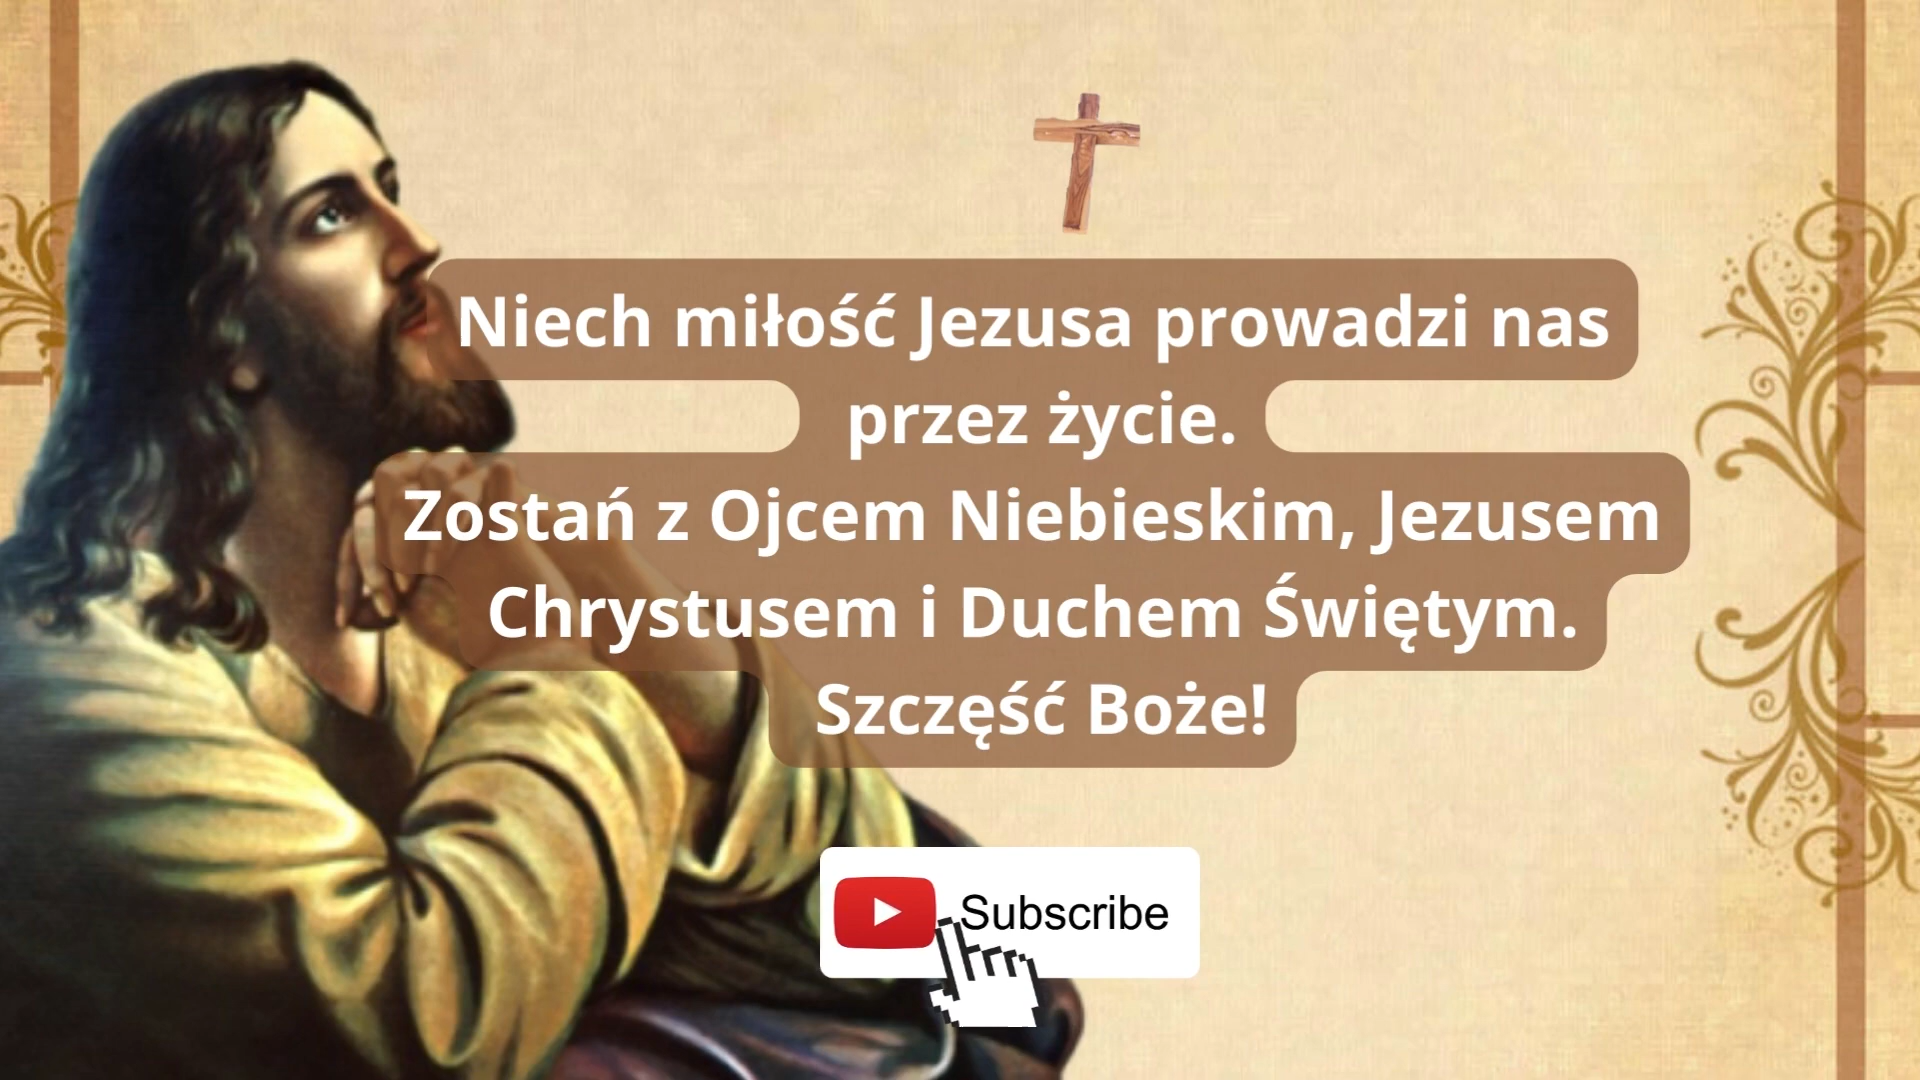 Niech miłość Jezusa prowadzi nas
przez życie.
Zostań z Ojcem Niebieskim, Jezusem
Chrystusem i Duchem Świętym.
Szczęść Boże!
Subscribe